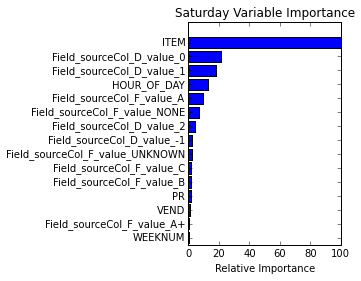 Saturday Variable Importance
ITEM
Field_sourceCol_D_value_0
Field_sourceCol_D_value_1
HOUR_OF_DAY
Field_sourceCol_F_value_A
Field_sourceCol_F_value_NONE
Field_sourceCol_D_value_2
Field_sourceCol_D_value_-1
Field_sourceCol_F_value_UNKNOWN
Field_sourceCol_F_value_C
Field_sourceCol_F_value_B
PR
VEND
Field_sourceCol_F_value_A+
WEEKNUM
0 20 40 60 80 100
Relative Importance